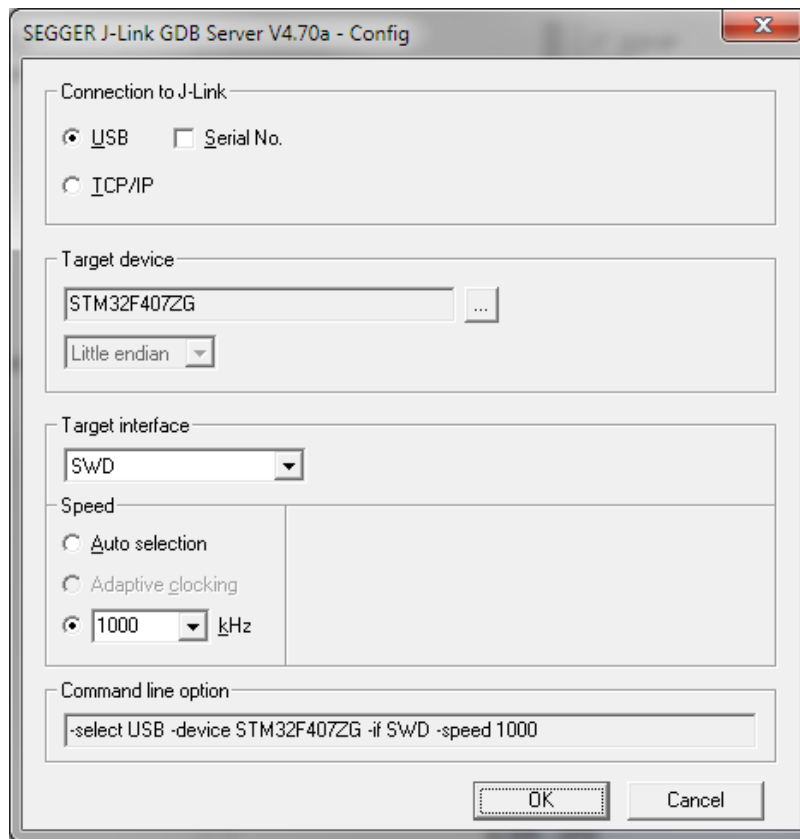 SEGGER J-Link GDB Server V4.70a - Config
Connection to J-Link
USB Serial No.
TCP/IP
Target device
STM32F407ZG ...
Little endian
Target interface
SWD
Speed
Auto selection
Adaptive clocking
1000 kHz
Command line option
-select USB -device STM32F407ZG -if SWD -speed 1000
OK Cancel